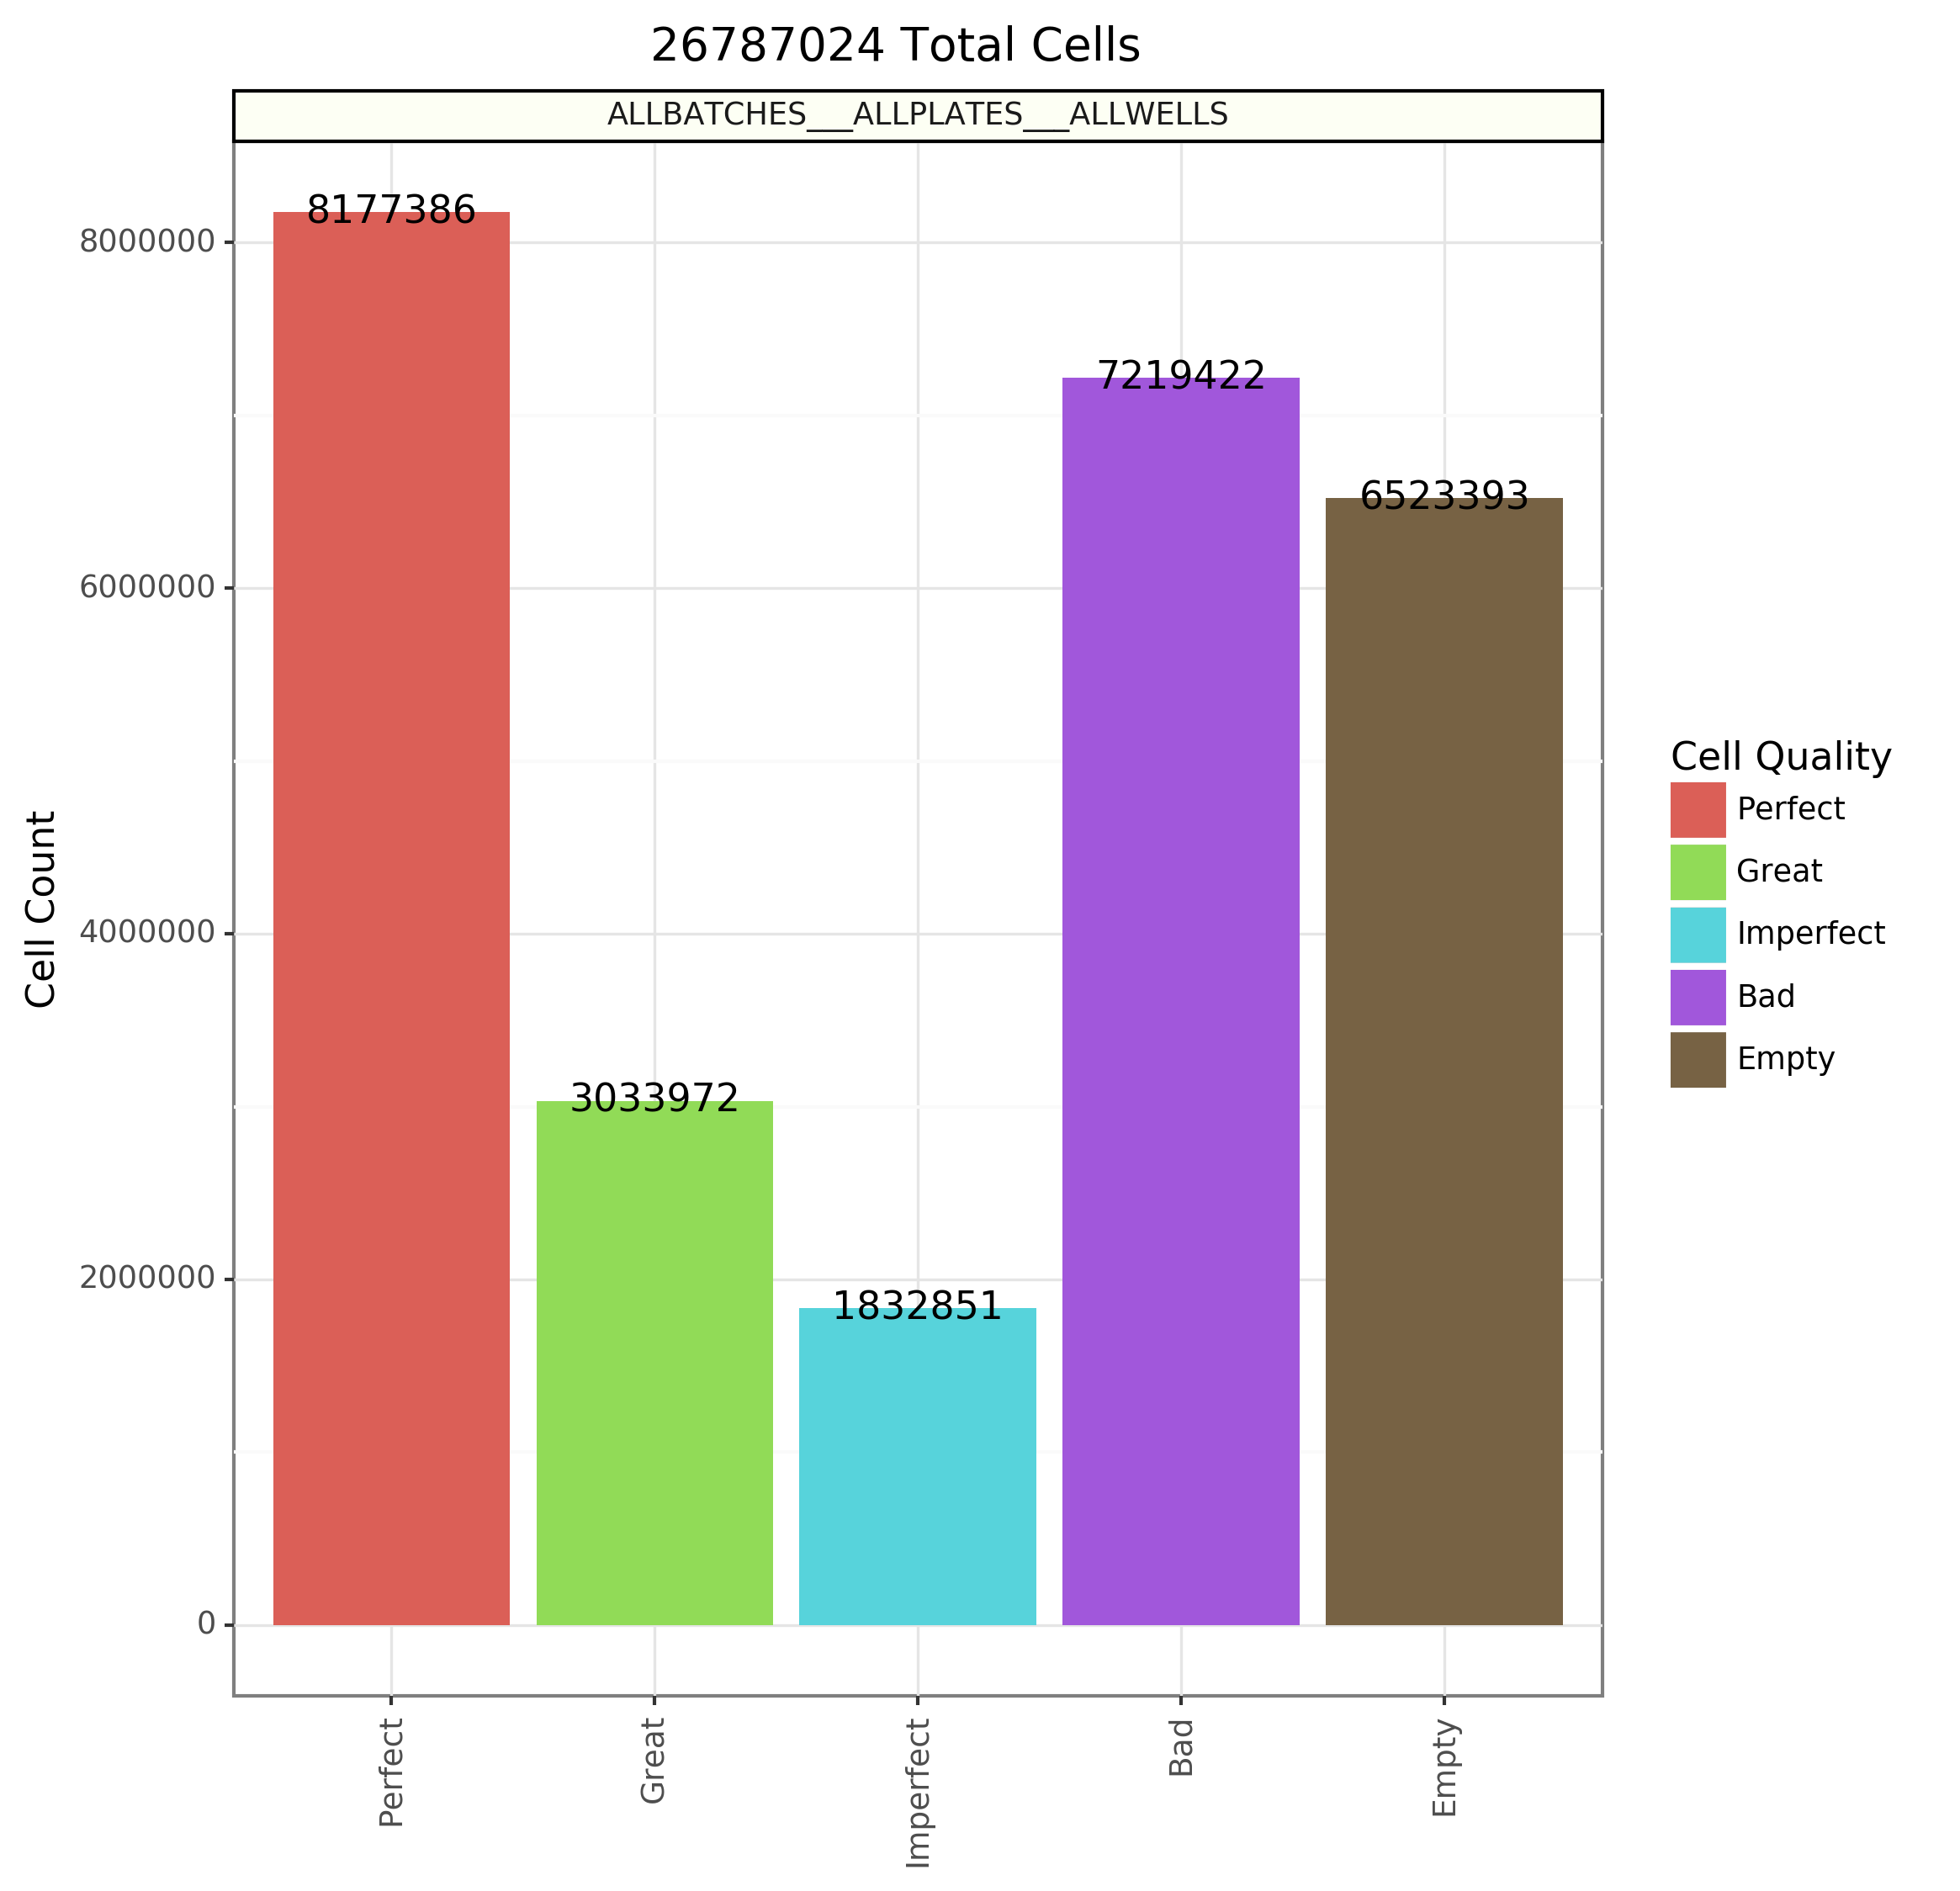 26787024 Total Cells
ALLBATCHES___ALLPLATES___ALLWELLS
8177386
3033972
1832851
7219422
6523393
8000000
6000000
4000000
2000000
0
Cell Count
Perfect
Great
Imperfect
Bad
Empty
Cell Quality
Perfect
Great
Imperfect
Bad
Empty